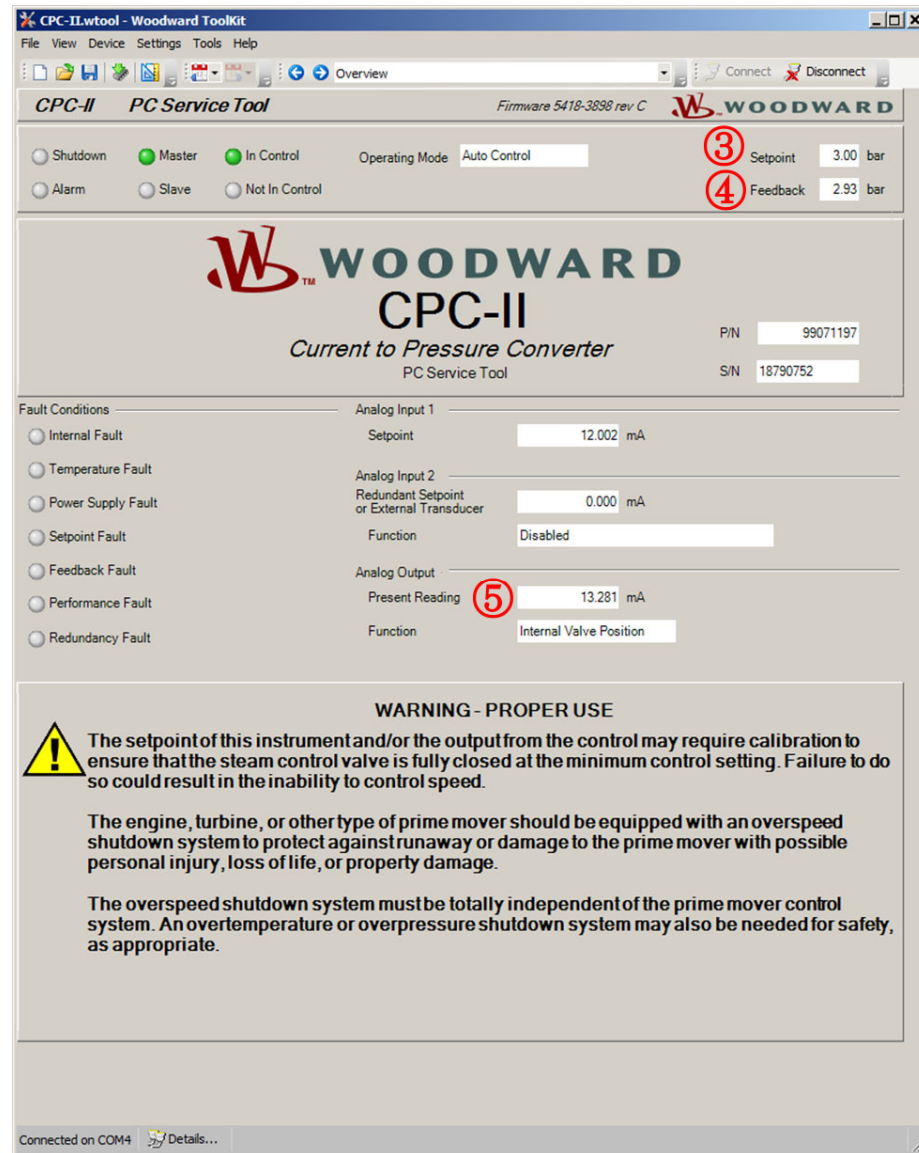 CPC-II.wtool - Woodward ToolKit
File View Device Settings Tools Help
Overview Connect Disconnect
CPC-II PC Service Tool Firmware 5418-3898 rev C WOODWARD
Shutdown Master In Control Operating Mode Auto Control ③ Setpoint 3.00 bar
Alarm Slave Not In Control ④ Feedback 2.93 bar
WOODWARD
TM
CPC-II
Current to Pressure Converter
PC Service Tool
P/N 99071197
S/N 18790752
Fault Conditions
Internal Fault
Temperature Fault
Power Supply Fault
Setpoint Fault
Feedback Fault
Performance Fault
Redundancy Fault
Analog Input 1
Setpoint 12.002 mA
Analog Input 2
Redundant Setpoint
or External Transducer 0.000 mA
Function Disabled
Analog Output
Present Reading ⑤ 13.281 mA
Function Internal Valve Position
WARNING - PROPER USE
The setpoint of this instrument and/or the output from the control may require calibration to
ensure that the steam control valve is fully closed at the minimum control setting. Failure to do
so could result in the inability to control speed.
The engine, turbine, or other type of prime mover should be equipped with an overspeed
shutdown system to protect against runaway or damage to the prime mover with possible
personal injury, loss of life, or property damage.
The overspeed shutdown system must be totally independent of the prime mover control
system. An overtemperature or overpressure shutdown system may also be needed for safety,
as appropriate.
Connected on COM4 Details...